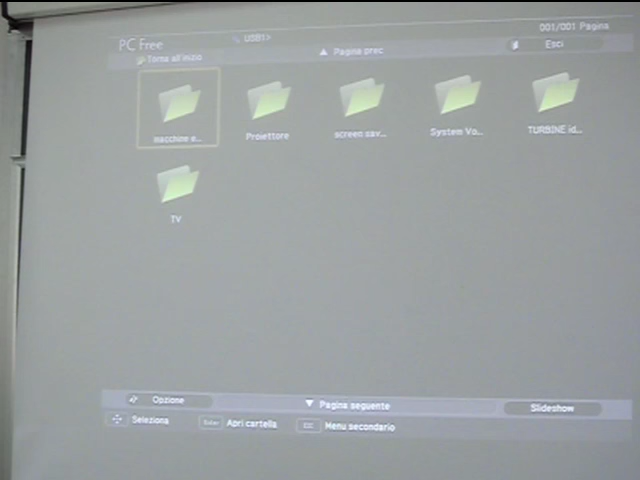 001/001 Pagina
PC Free USB1>
Torna all'inizio Pagina prec Esci
macchine e... Proiettore screen sav... System Vo... TURBINE id...
TV
Opzione Pagina seguente Slideshow
Seleziona Enter Apri cartella ESC Menu secondario